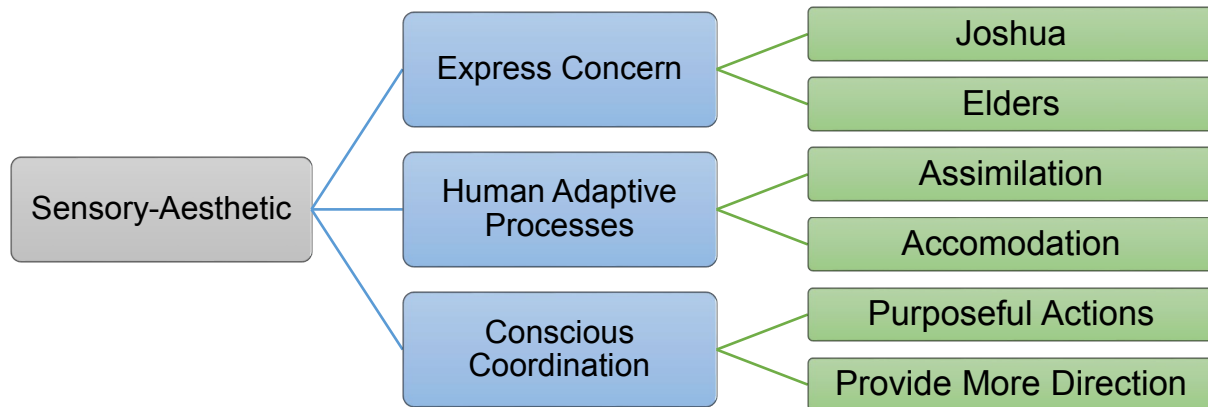 Sensory-Aesthetic
Express Concern
Joshua
Elders
Human Adaptive
Processes
Assimilation
Accomodation
Conscious
Coordination
Purposeful Actions
Provide More Direction